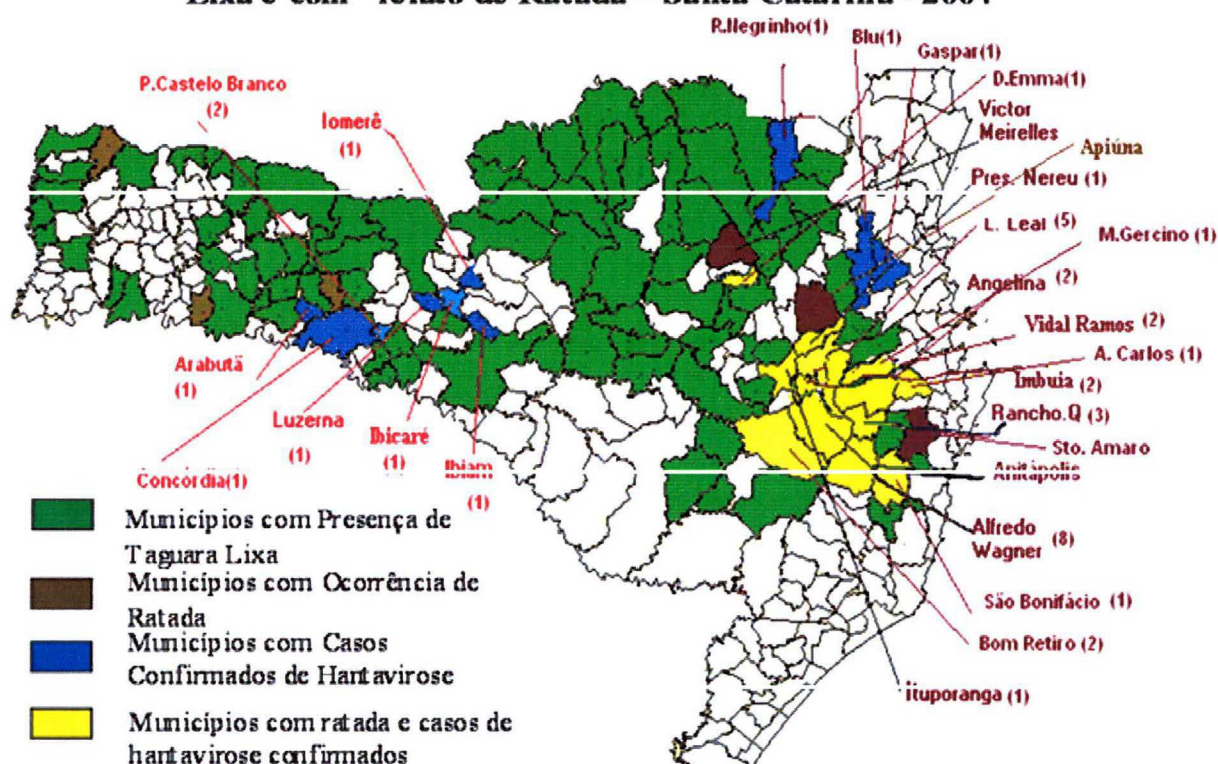 R.Negrinho(1)
Blu(1)
Gaspar(1)
D.Emma(1)
Victor
Meirelles
Apiúna
Pres. Nereu (1)
L. Leal (5)
M.Gercino (1)
Angelina (2)
Vidal Ramos (2)
A. Carlos (1)
Imbuia (2)
Rancho.Q (3)
Sto. Amaro
Anitápolis
Alfredo
Wagner (8)
São Bonifácio (1)
Bom Retiro (2)
Ituporanga (1)
P.Castelo Branco
(2)
Iomerê
(1)
Arabutã
(1)
Luzerna
(1)
Ibicaré
(1)
Ibiam
(1)
Concórdia(1)
Municípios com Presença de
Taguara Lixa
Municípios com Ocorrência de
Ratada
Municípios com Casos
Confirmados de Hantavirose
Municípios com ratada e casos de
hantavirose confirmados